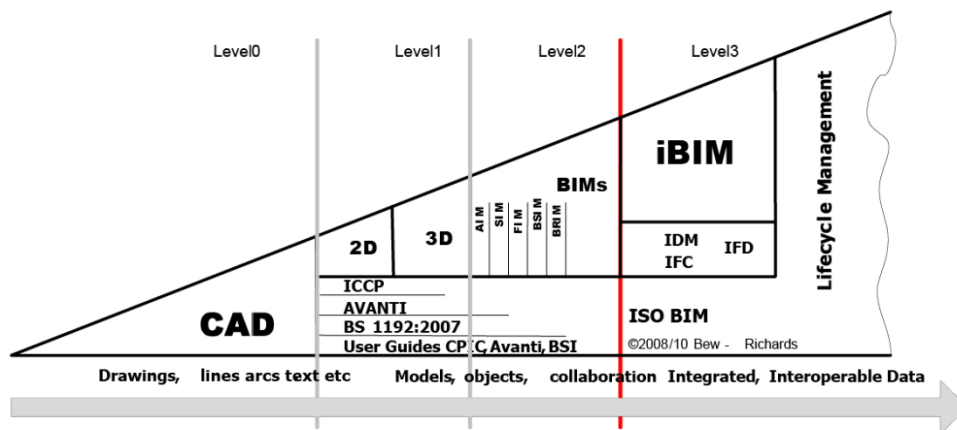 Level0 Level1 Level2 Level3
iBIM
BIMs
Lifecycle Management
2D 3D
AIM
SIM
FIM
BSIM
BRIM
IDM IFD
IFC
CAD
ICCP
AVANTI
BS 1192:2007
User Guides CPIC, Avanti, BSI
ISO BIM
©2008/10 Bew - Richards
Drawings, lines arcs text etc Models, objects, collaboration Integrated, Interoperable Data